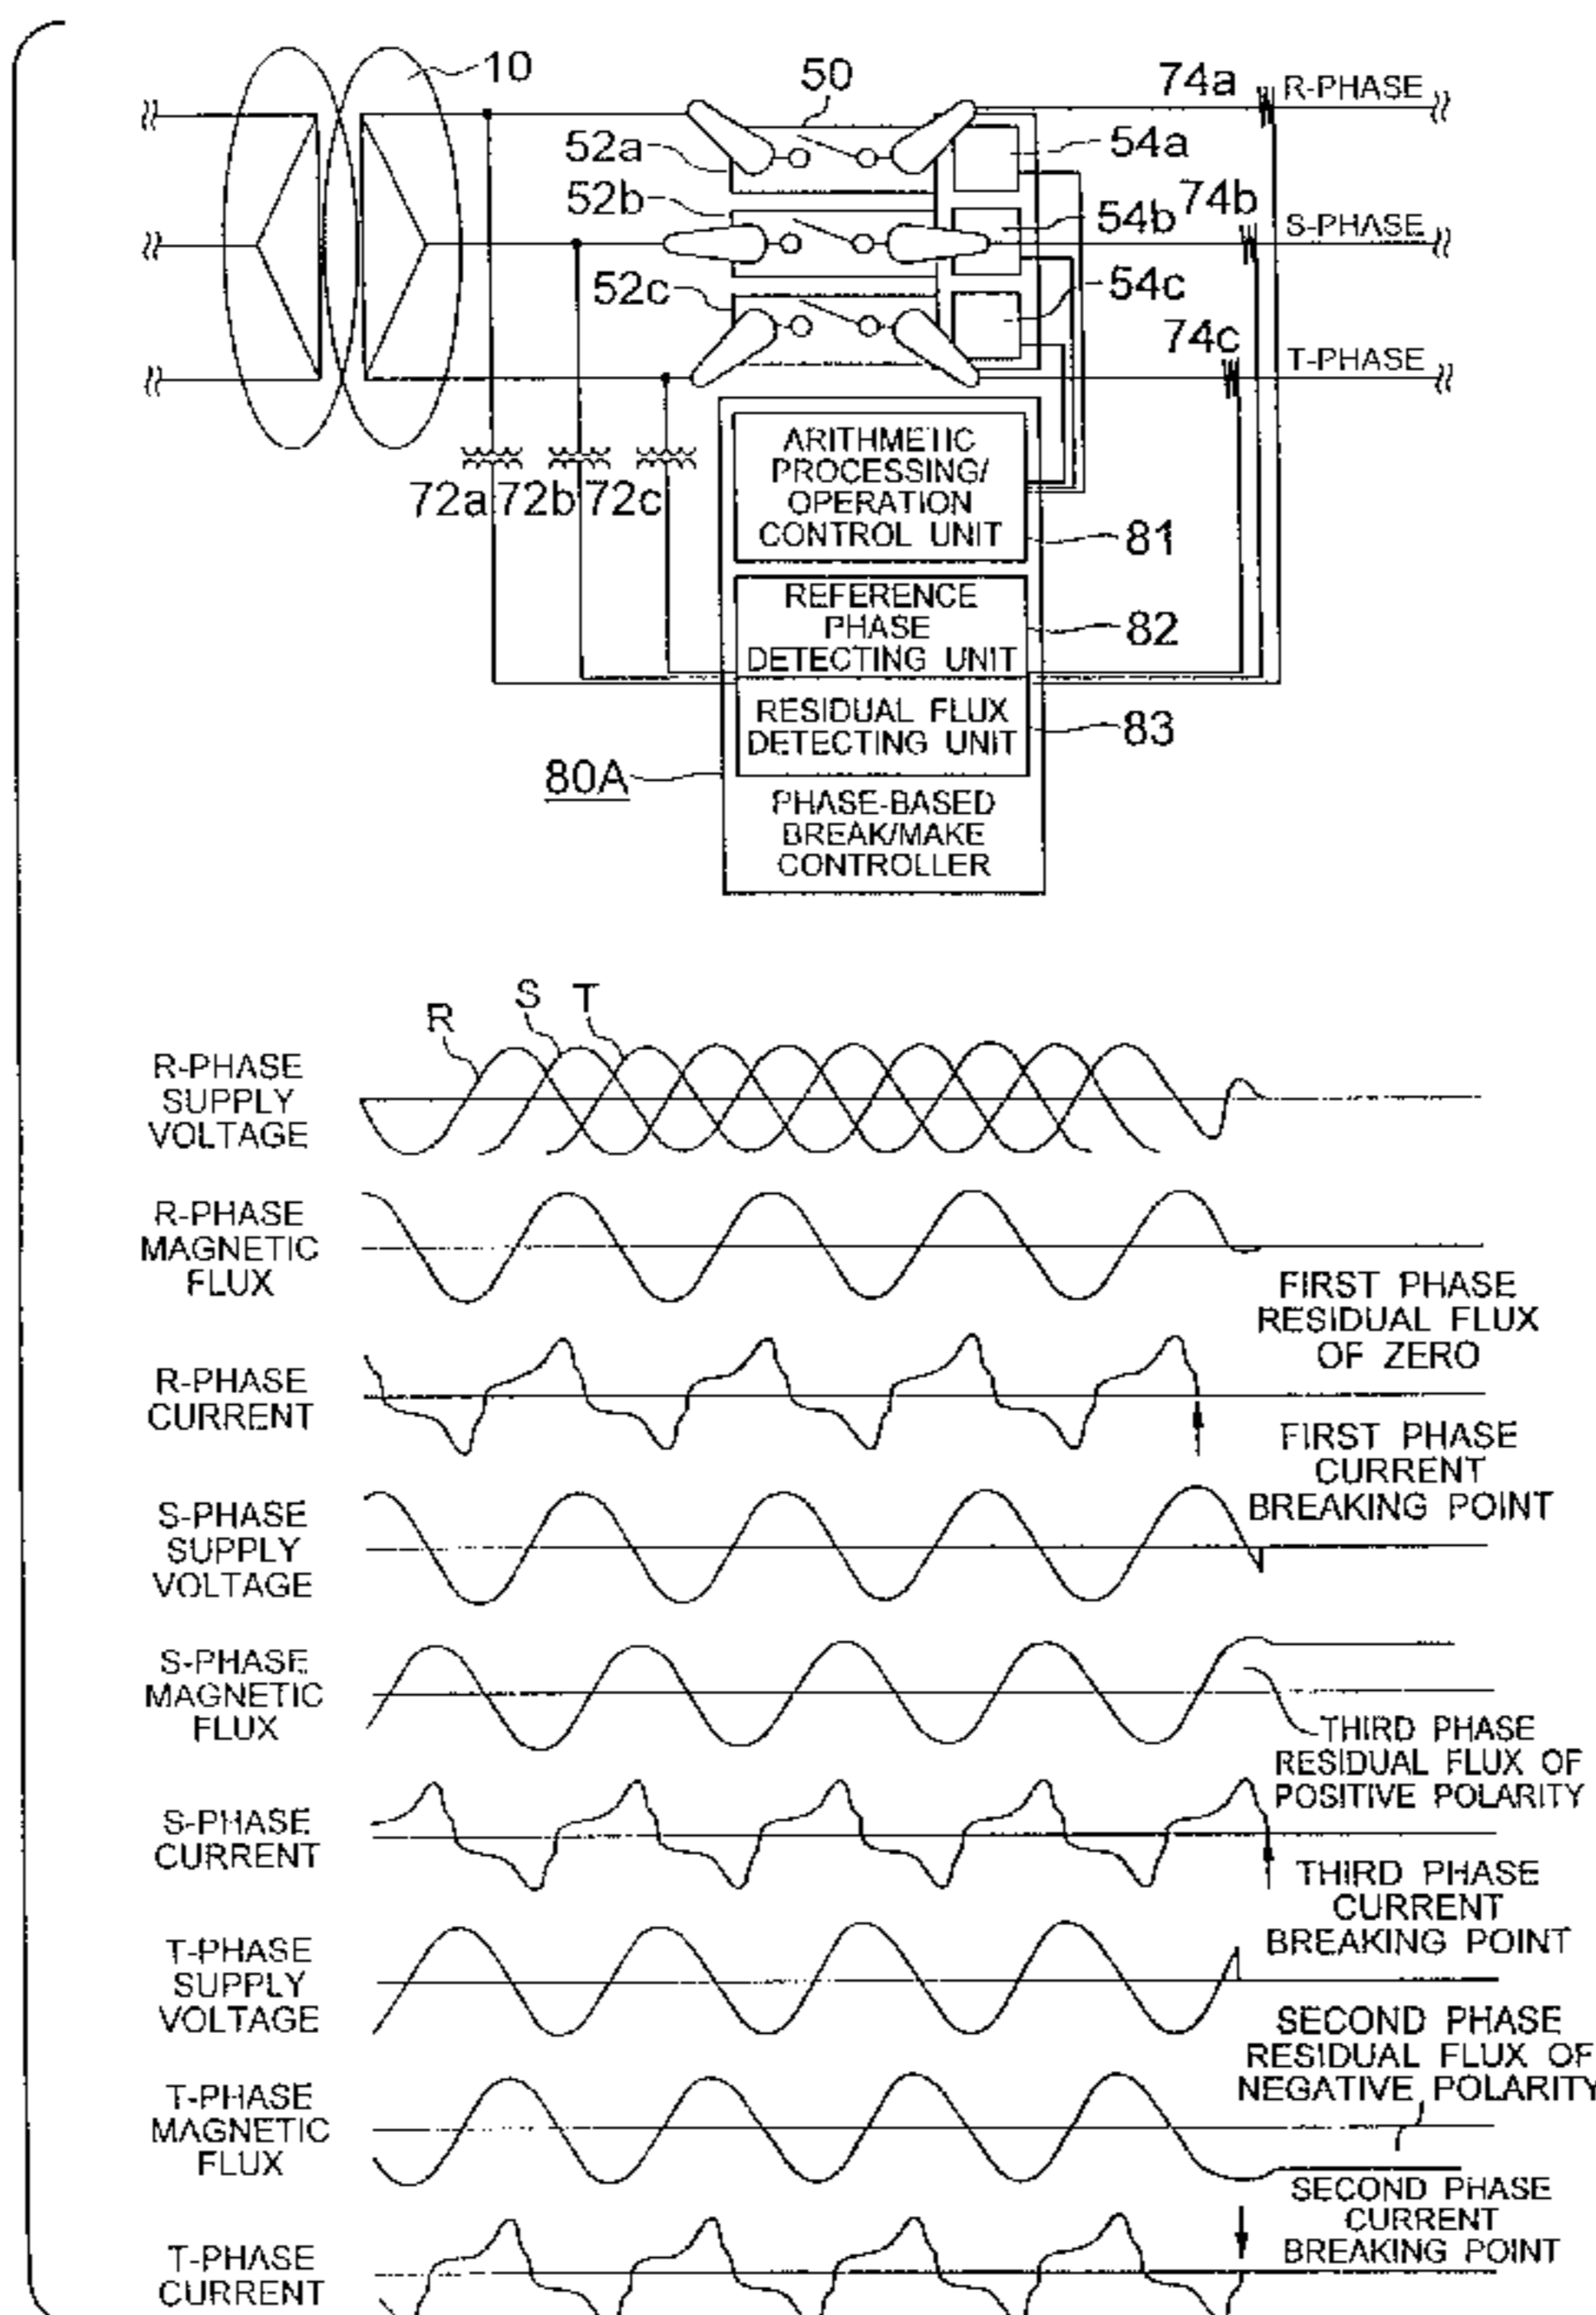 10
50
74a
R-PHASE
52a
54a
52b
54b
74b
S-PHASE
52c
54c
74c
T-PHASE
72a
72b
72c
ARITHMETIC
PROCESSING/
OPERATION
CONTROL UNIT
81
REFERENCE
PHASE
DETECTING UNIT
82
RESIDUAL FLUX
DETECTING UNIT
83
80A
PHASE-BASED
BREAK/MAKE
CONTROLLER
R
S
T
R-PHASE
SUPPLY
VOLTAGE
R-PHASE
MAGNETIC
FLUX
FIRST PHASE
RESIDUAL FLUX
OF ZERO
R-PHASE
CURRENT
FIRST PHASE
CURRENT
BREAKING POINT
S-PHASE
SUPPLY
VOLTAGE
S-PHASE
MAGNETIC
FLUX
THIRD PHASE
RESIDUAL FLUX OF
POSITIVE POLARITY
S-PHASE
CURRENT
THIRD PHASE
CURRENT
BREAKING POINT
T-PHASE
SUPPLY
VOLTAGE
SECOND PHASE
RESIDUAL FLUX OF
NEGATIVE POLARITY
T-PHASE
MAGNETIC
FLUX
SECOND PHASE
CURRENT
BREAKING POINT
T-PHASE
CURRENT